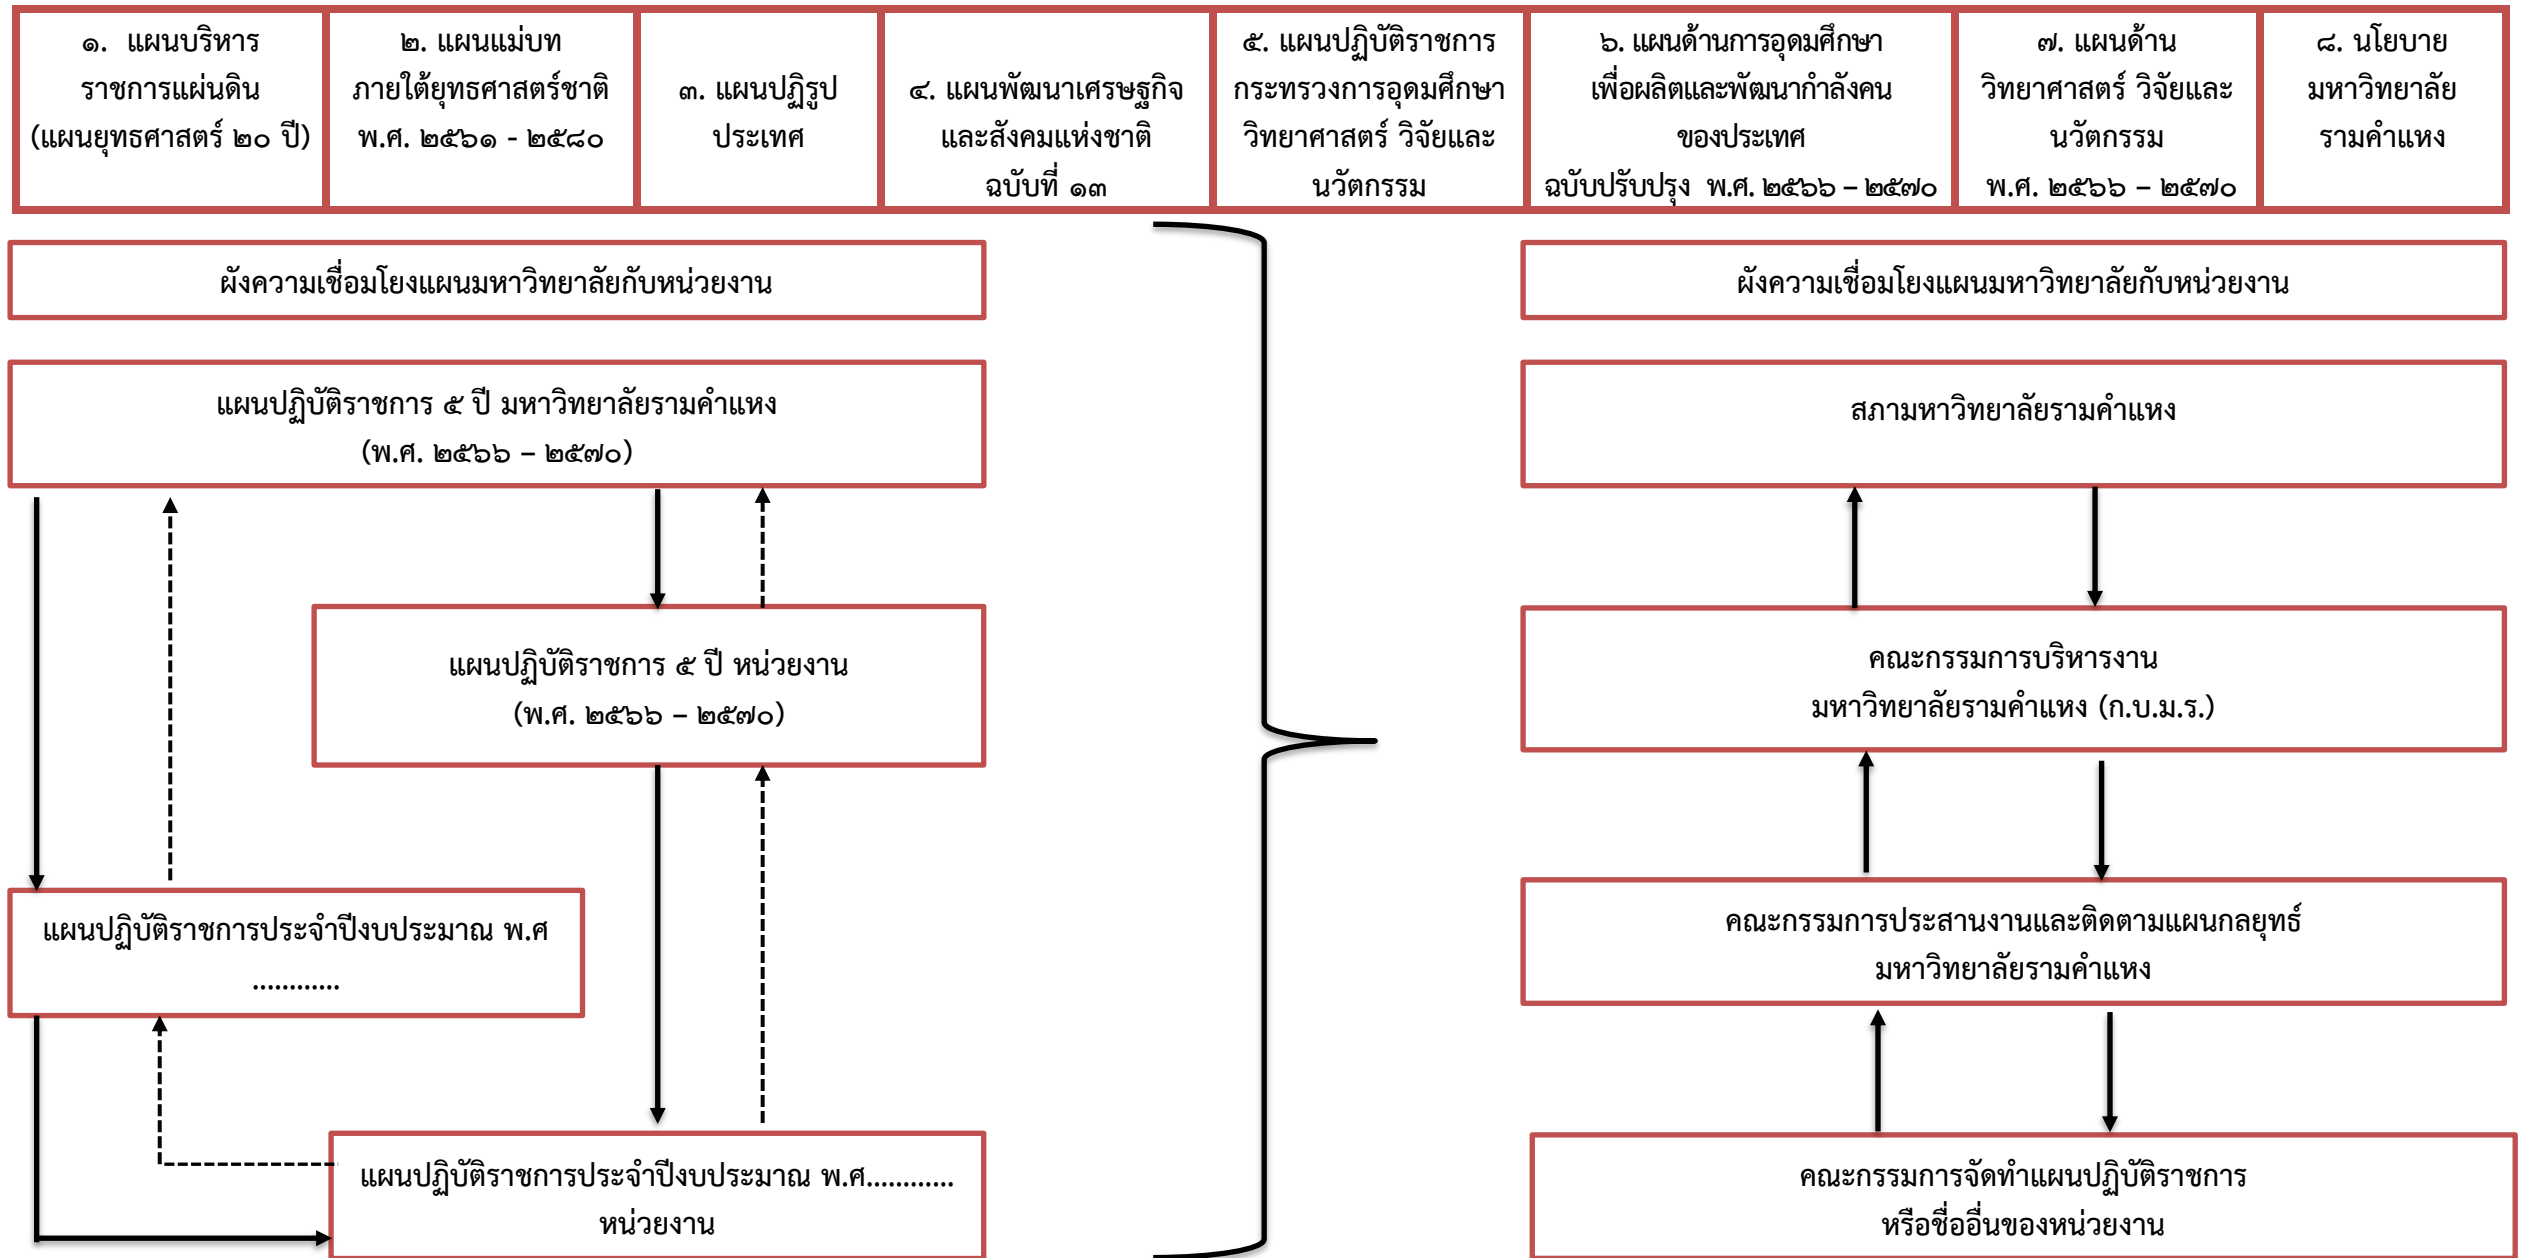 ๑. แผนบริหาร
ราชการแผ่นดิน
(แผนยุทธศาสตร์ ๒๐ ปี)
๒. แผนแม่บท
ภายใต้ยุทธศาสตร์ชาติ
พ.ศ. ๒๕๖๑ - ๒๕๘๐
๓. แผนปฏิรูป
ประเทศ
๔. แผนพัฒนาเศรษฐกิจ
และสังคมแห่งชาติ
ฉบับที่ ๑๓
๕. แผนปฏิบัติราชการ
กระทรวงการอุดมศึกษา
วิทยาศาสตร์ วิจัยและ
นวัตกรรม
๖. แผนด้านการอุดมศึกษา
เพื่อผลิตและพัฒนากำลังคน
ของประเทศ
ฉบับปรับปรุง พ.ศ. ๒๕๖๖ – ๒๕๗๐
๗. แผนด้าน
วิทยาศาสตร์ วิจัยและ
นวัตกรรม
พ.ศ. ๒๕๖๖ – ๒๕๗๐
๘. นโยบาย
มหาวิทยาลัย
รามคำแหง
ผังความเชื่อมโยงแผนมหาวิทยาลัยกับหน่วยงาน
แผนปฏิบัติราชการ ๕ ปี มหาวิทยาลัยรามคำแหง
(พ.ศ. ๒๕๖๖ – ๒๕๗๐)
แผนปฏิบัติราชการ ๕ ปี หน่วยงาน
(พ.ศ. ๒๕๖๖ – ๒๕๗๐)
แผนปฏิบัติราชการประจำปีงบประมาณ พ.ศ
............
แผนปฏิบัติราชการประจำปีงบประมาณ พ.ศ............
หน่วยงาน
ผังความเชื่อมโยงแผนมหาวิทยาลัยกับหน่วยงาน
สภามหาวิทยาลัยรามคำแหง
คณะกรรมการบริหารงาน
มหาวิทยาลัยรามคำแหง (ก.บ.ม.ร.)
คณะกรรมการประสานงานและติดตามแผนกลยุทธ์
มหาวิทยาลัยรามคำแหง
คณะกรรมการจัดทำแผนปฏิบัติราชการ
หรือชื่ออื่นของหน่วยงาน